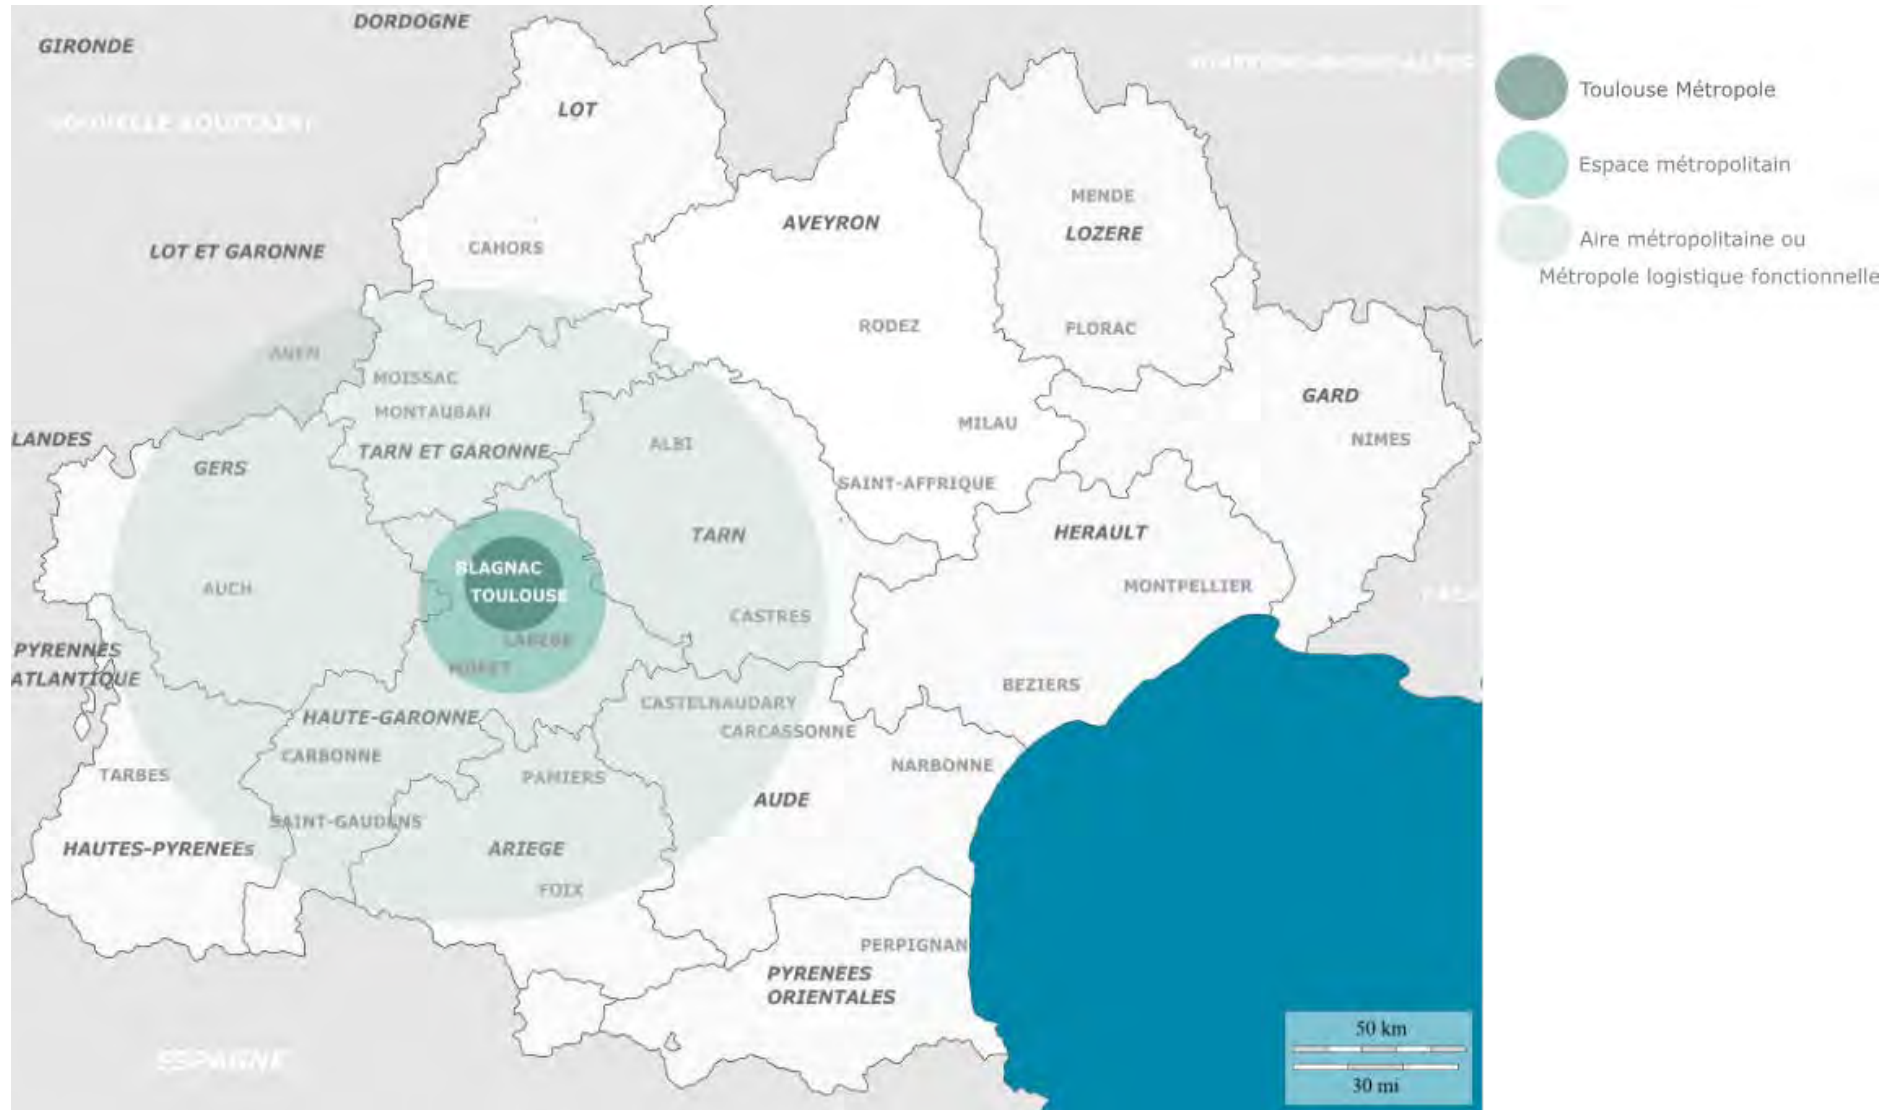 DORDOGNE
GIRONDE
LOT
NOUVELLE AQUITAINE
MENDE
AVEYRON
LOZERE
LOT ET GARONNE
CAHORS
RODEZ
FLORAC
AGEN
MOISSAC
MONTAUBAN
GARD
MILAU
LANDES
NIMES
ALBI
TARN ET GARONNE
GERS
SAINT-AFFRIQUE
TARN
HERAULT
BLAGNAC
AUCH
MONTPELLIER
TOULOUSE
CASTRES
LABEGE
PYRENNES
ATLANTIQUE
MURET
BEZIERS
CASTELNAUDARY
HAUTE-GARONNE
CARCASSONNE
CARBONNE
NARBONNE
TARBES
PAMIERS
AUDE
SAINT-GAUDENS
HAUTES-PYRENEEs
ARIEGE
FOIX
PERPIGNAN
PYRENEES
ORIENTALES
ESPAGNE
50 km
30 mi
Toulouse Métropole
Espace métropolitain
Aire métropolitaine ou
Métropole logistique fonctionnelle